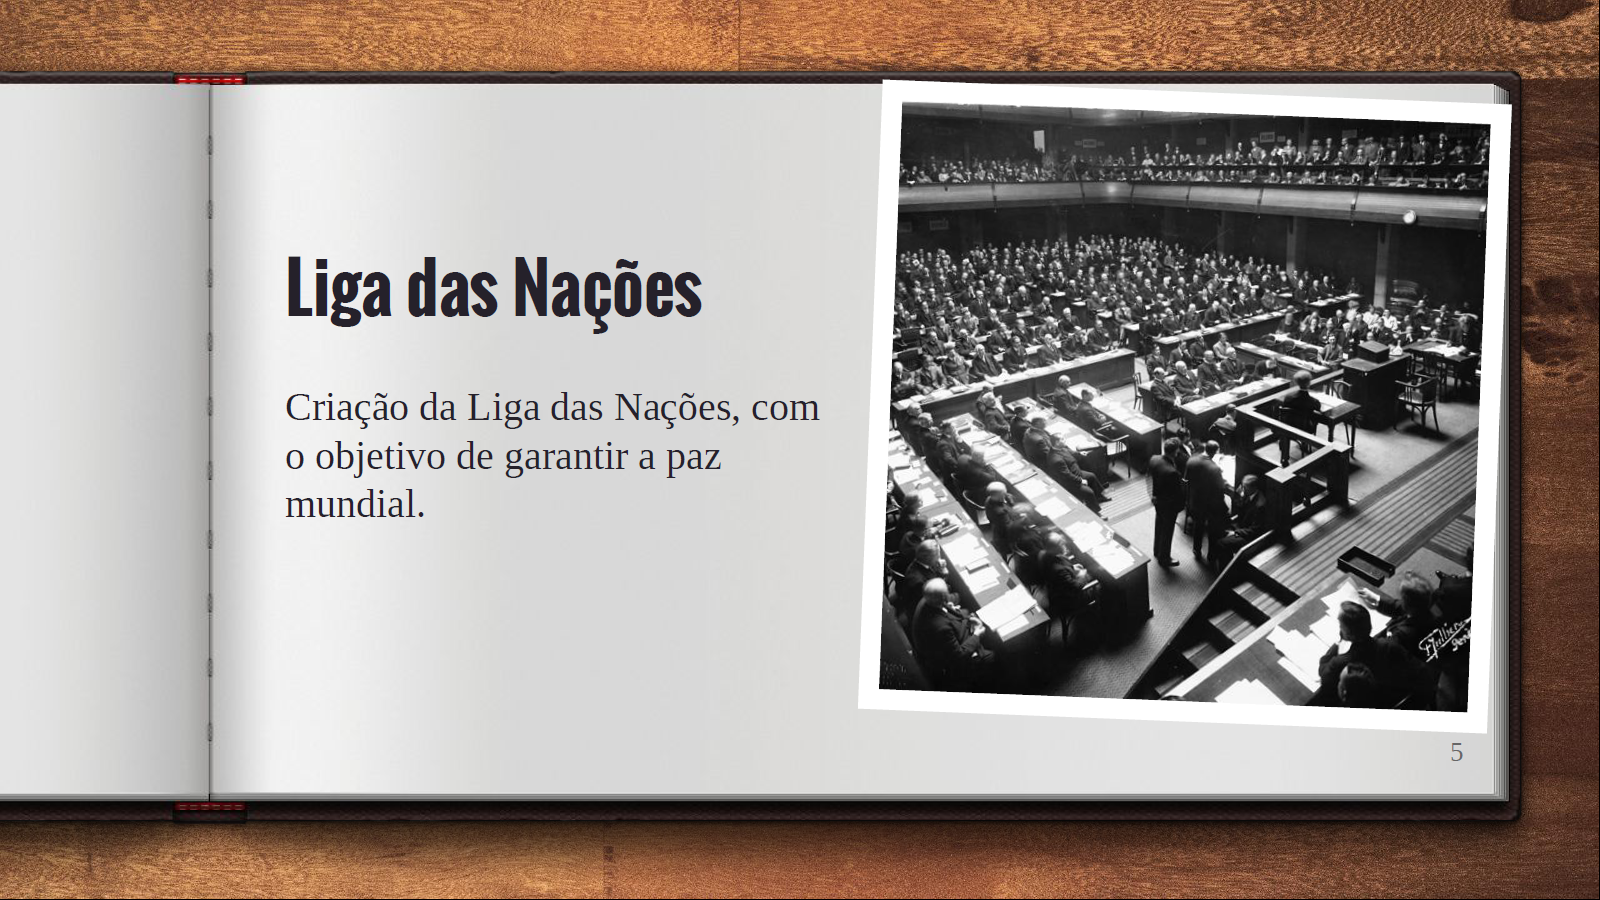 Liga das Nações
Criação da Liga das Nações, com
o objetivo de garantir a paz
mundial.
5